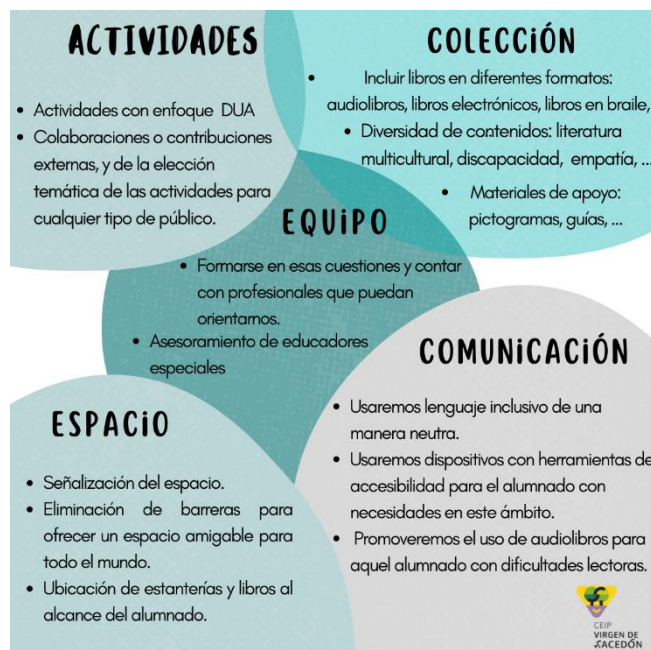 ACTIVIDADES
• Actividades con enfoque DUA
• Colaboraciones o contribuciones
externas, y de la elección
temática de las actividades para
cualquier tipo de público.
COLECCIÓN
• Incluir libros en diferentes formatos:
audiolibros, libros electrónicos, libros en braile,
• Diversidad de contenidos: literatura
multicultural, discapacidad, empatía, ...
• Materiales de apoyo:
pictogramas, guías, ...
EQUIPO
• Formarse en esas cuestiones y contar
con profesionales que puedan
orientarnos.
• Asesoramiento de educadores
especiales
COMUNICACIÓN
• Usaremos lenguaje inclusivo de una
manera neutra.
• Usaremos dispositivos con herramientas de
accesibilidad para el alumnado con
necesidades en este ámbito.
• Promoveremos el uso de audiolibros para
aquel alumnado con dificultades lectoras.
ESPACIO
• Señalización del espacio.
• Eliminación de barreras para
ofrecer un espacio amigable para
todo el mundo.
• Ubicación de estanterías y libros al
alcance del alumnado.
CEIP
VIRGEN DE
SACEDÓN